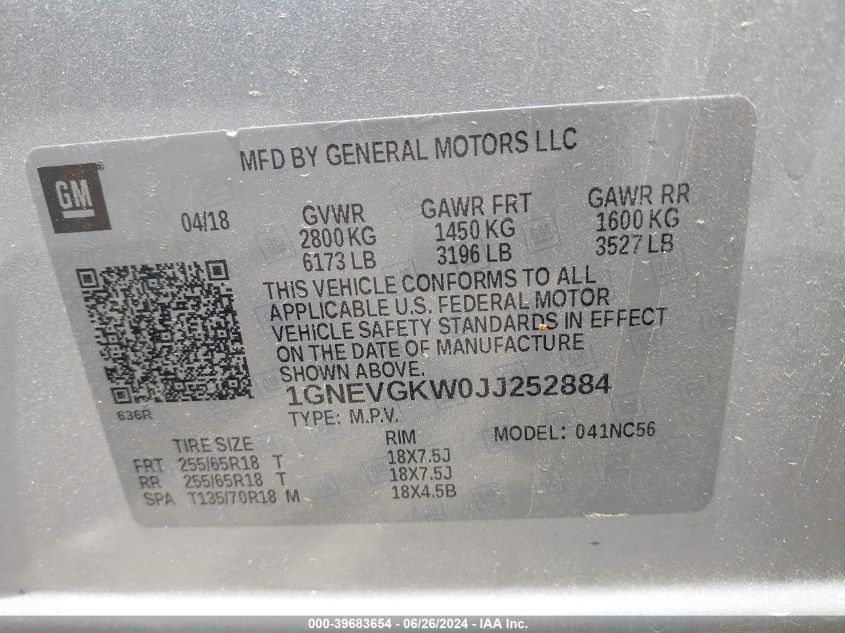 MFD BY GENERAL MOTORS LLC
GM
04/18
GVWR GAWR FRT GAWR RR
2800 KG 1450 KG 1600 KG
6173 LB 3196 LB 3527 LB
THIS VEHICLE CONFORMS TO ALL
APPLICABLE U.S. FEDERAL MOTOR
VEHICLE SAFETY STANDARDS IN EFFECT
ON THE DATE OF MANUFACTURE
SHOWN ABOVE.
1GNEVGKW0JJ252884
636R
TYPE: M.P.V.
MODEL: 041NC56
TIRE SIZE RIM
FRT 255/65R18 T 18X7.5J
RR 255/65R18 T 18X7.5J
SPA T135/70R18 M 18X4.5B
000-39683654 - 06/26/2024 - IAA Inc.